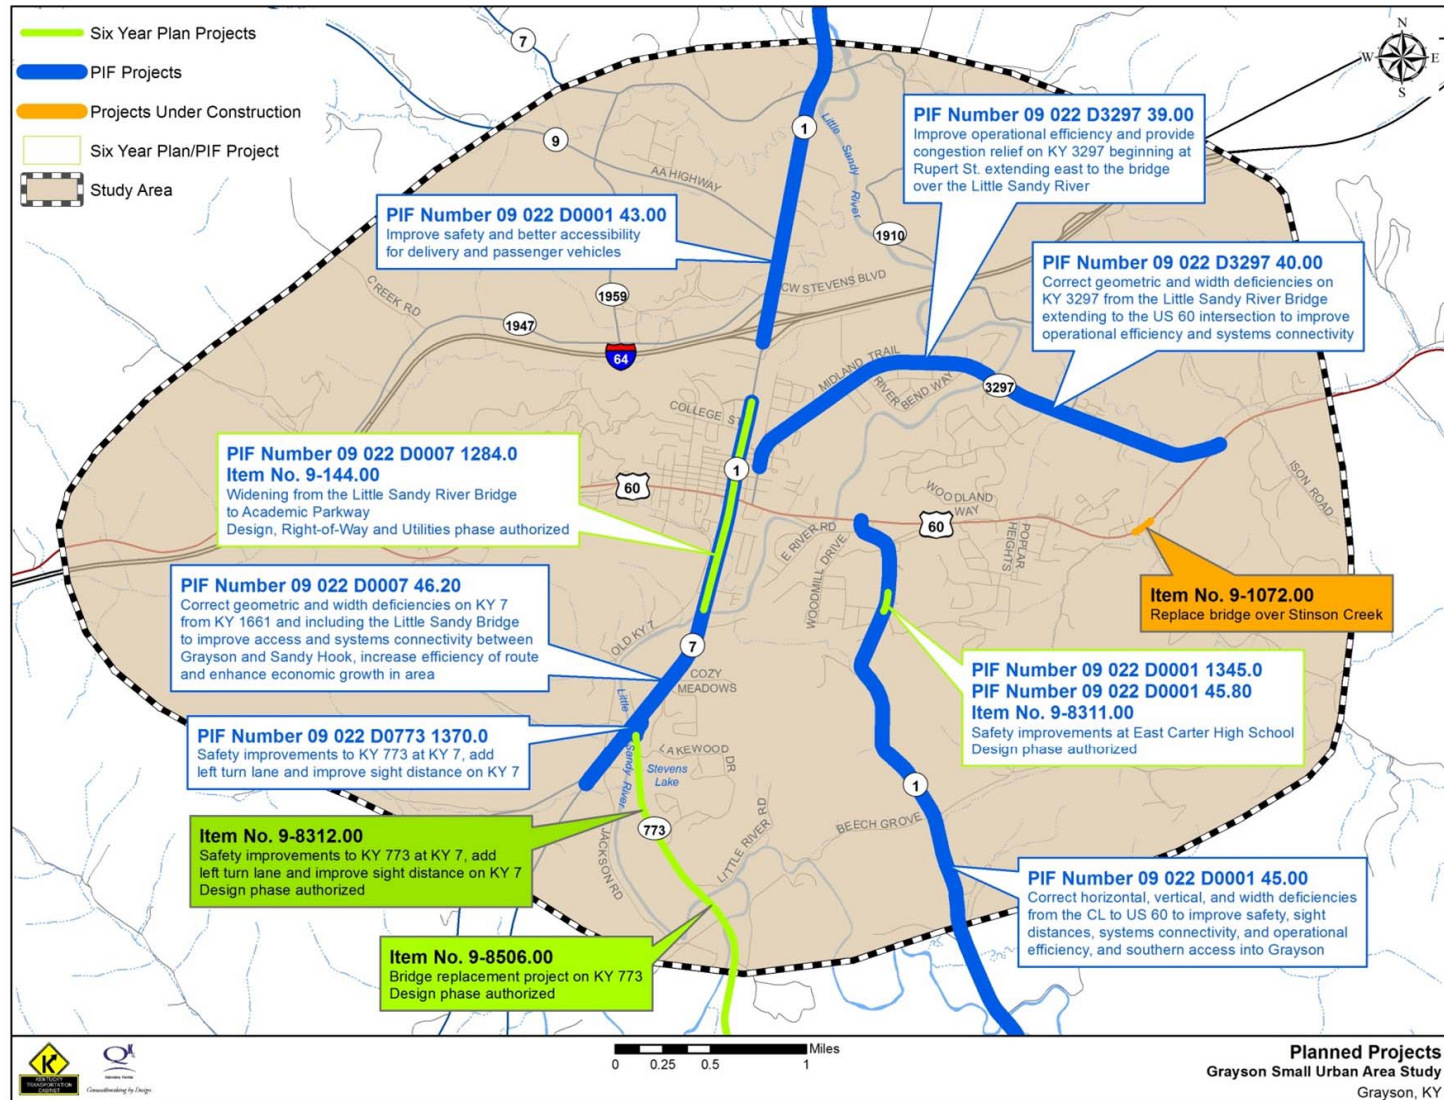 Six Year Plan Projects
PIF Projects
Projects Under Construction
Six Year Plan/PIF Project
Study Area
7
9
AA HIGHWAY
1
Little Sandy River
1910
N
W E
S
PIF Number 09 022 D3297 39.00
Improve operational efficiency and provide
congestion relief on KY 3297 beginning at
Rupert St. extending east to the bridge
over the Little Sandy River
PIF Number 09 022 D0001 43.00
Improve safety and better accessibility
for delivery and passenger vehicles
PIF Number 09 022 D3297 40.00
Correct geometric and width deficiencies on
KY 3297 from the Little Sandy River Bridge
extending to the US 60 intersection to improve
operational efficiency and systems connectivity
CREEK RD
1959
1947
64
CW STEVENS BLVD
MIDLAND TRAIL
RIVER BEND WAY
3297
COLLEGE ST
1
60
PIF Number 09 022 D0007 1284.0
Item No. 9-144.00
Widening from the Little Sandy River Bridge
to Academic Parkway
Design, Right-of-Way and Utilities phase authorized
WOODLAND
WAY
60
ISON ROAD
E RIVER RD
WOODMILL DRIVE
POPLAR
HEIGHTS
Item No. 9-1072.00
Replace bridge over Stinson Creek
PIF Number 09 022 D0007 46.20
Correct geometric and width deficiencies on KY 7
from KY 1661 and including the Little Sandy Bridge
to improve access and systems connectivity between
Grayson and Sandy Hook, increase efficiency of route
and enhance economic growth in area
OLD KY 7
7
COZY
MEADOWS
PIF Number 09 022 D0001 1345.0
PIF Number 09 022 D0001 45.80
Item No. 9-8311.00
Safety improvements at East Carter High School
Design phase authorized
PIF Number 09 022 D0773 1370.0
Safety improvements to KY 773 at KY 7, add
left turn lane and improve sight distance on KY 7
Little Sandy River
LAKEWOOD DR
Stevens
Lake
1
Item No. 9-8312.00
Safety improvements to KY 773 at KY 7, add
left turn lane and improve sight distance on KY 7
Design phase authorized
773
JACKSON RD
LITTLE RIVER RD
BEECH GROVE
PIF Number 09 022 D0001 45.00
Correct horizontal, vertical, and width deficiencies
from the CL to US 60 to improve safety, sight
distances, systems connectivity, and operational
efficiency, and southern access into Grayson
Item No. 9-8506.00
Bridge replacement project on KY 773
Design phase authorized
K
KENTUCKY
TRANSPORTATION
CABINET
Qk4
Groundbreaking by Design
Miles
0 0.25 0.5 1
Planned Projects
Grayson Small Urban Area Study
Grayson, KY